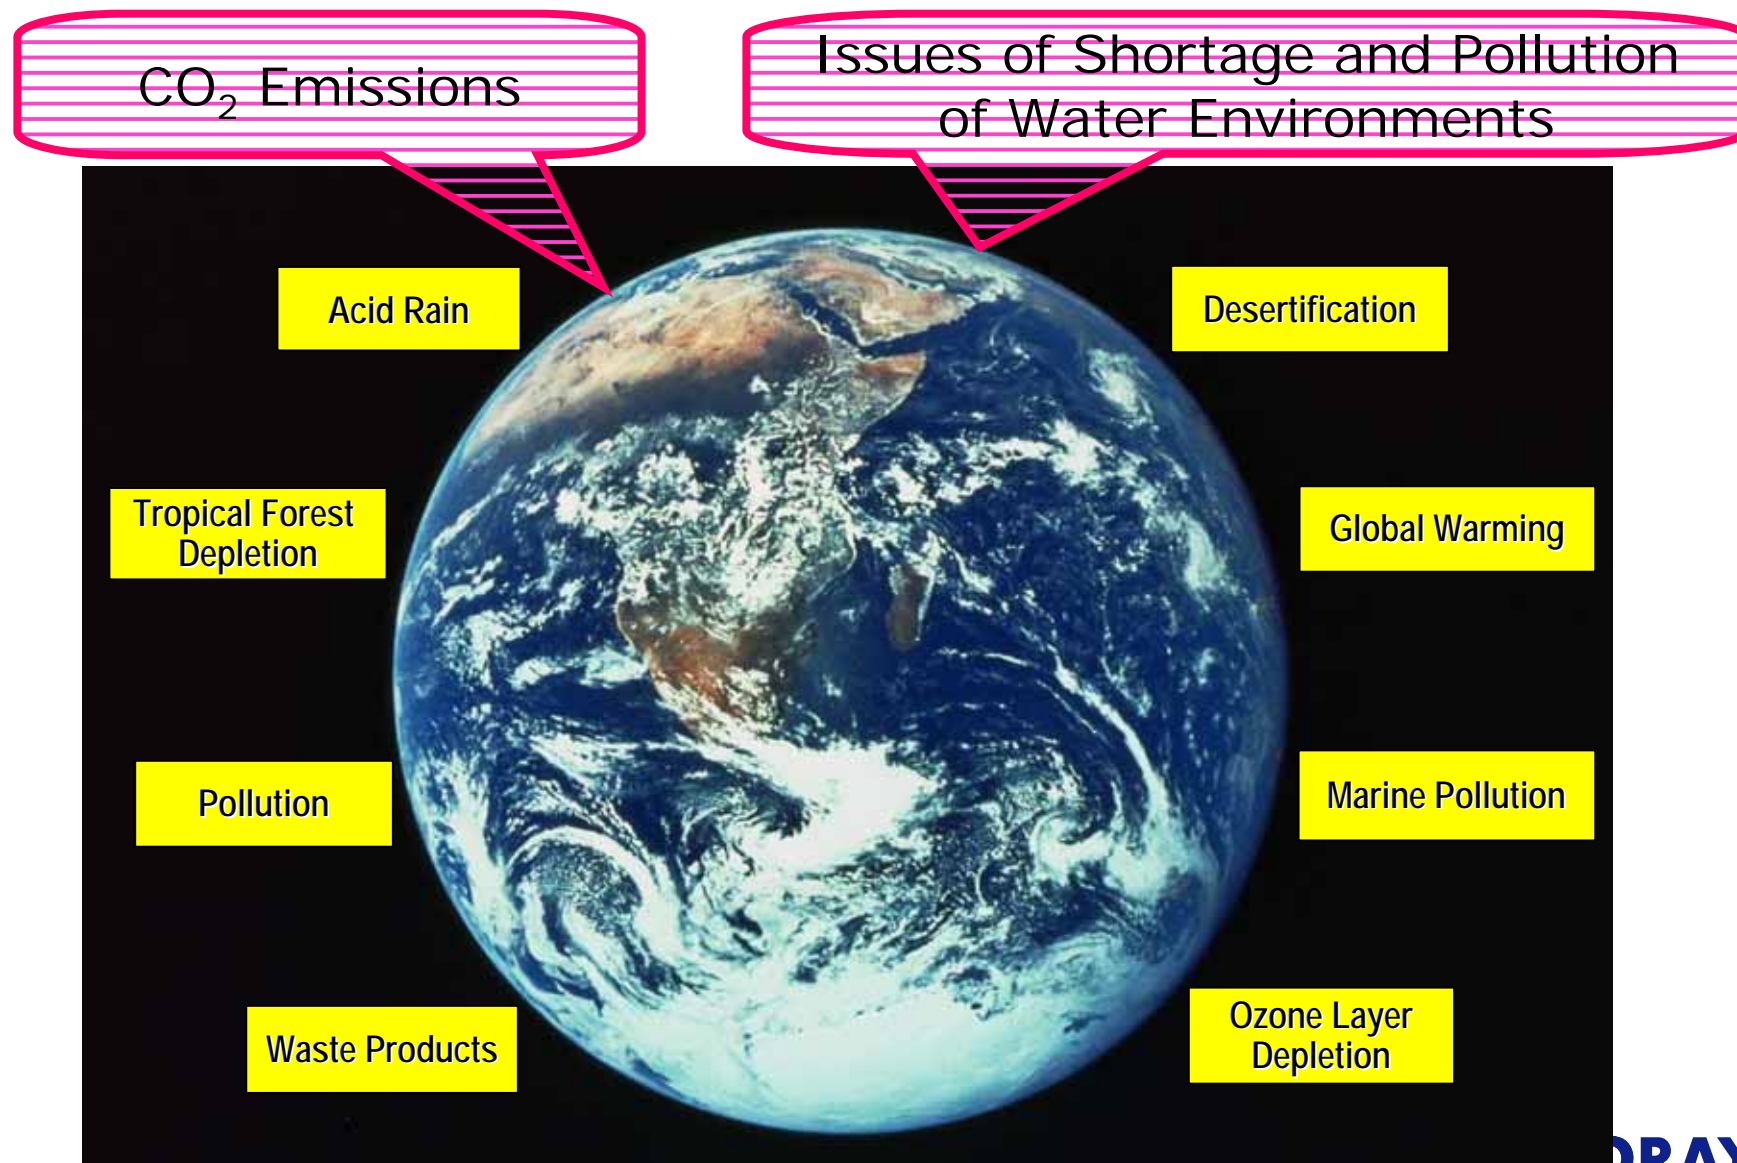 CO₂ Emissions
Issues of Shortage and Pollution
of Water Environments
Acid Rain
Desertification
Tropical Forest
Depletion
Global Warming
Pollution
Marine Pollution
Waste Products
Ozone Layer
Depletion